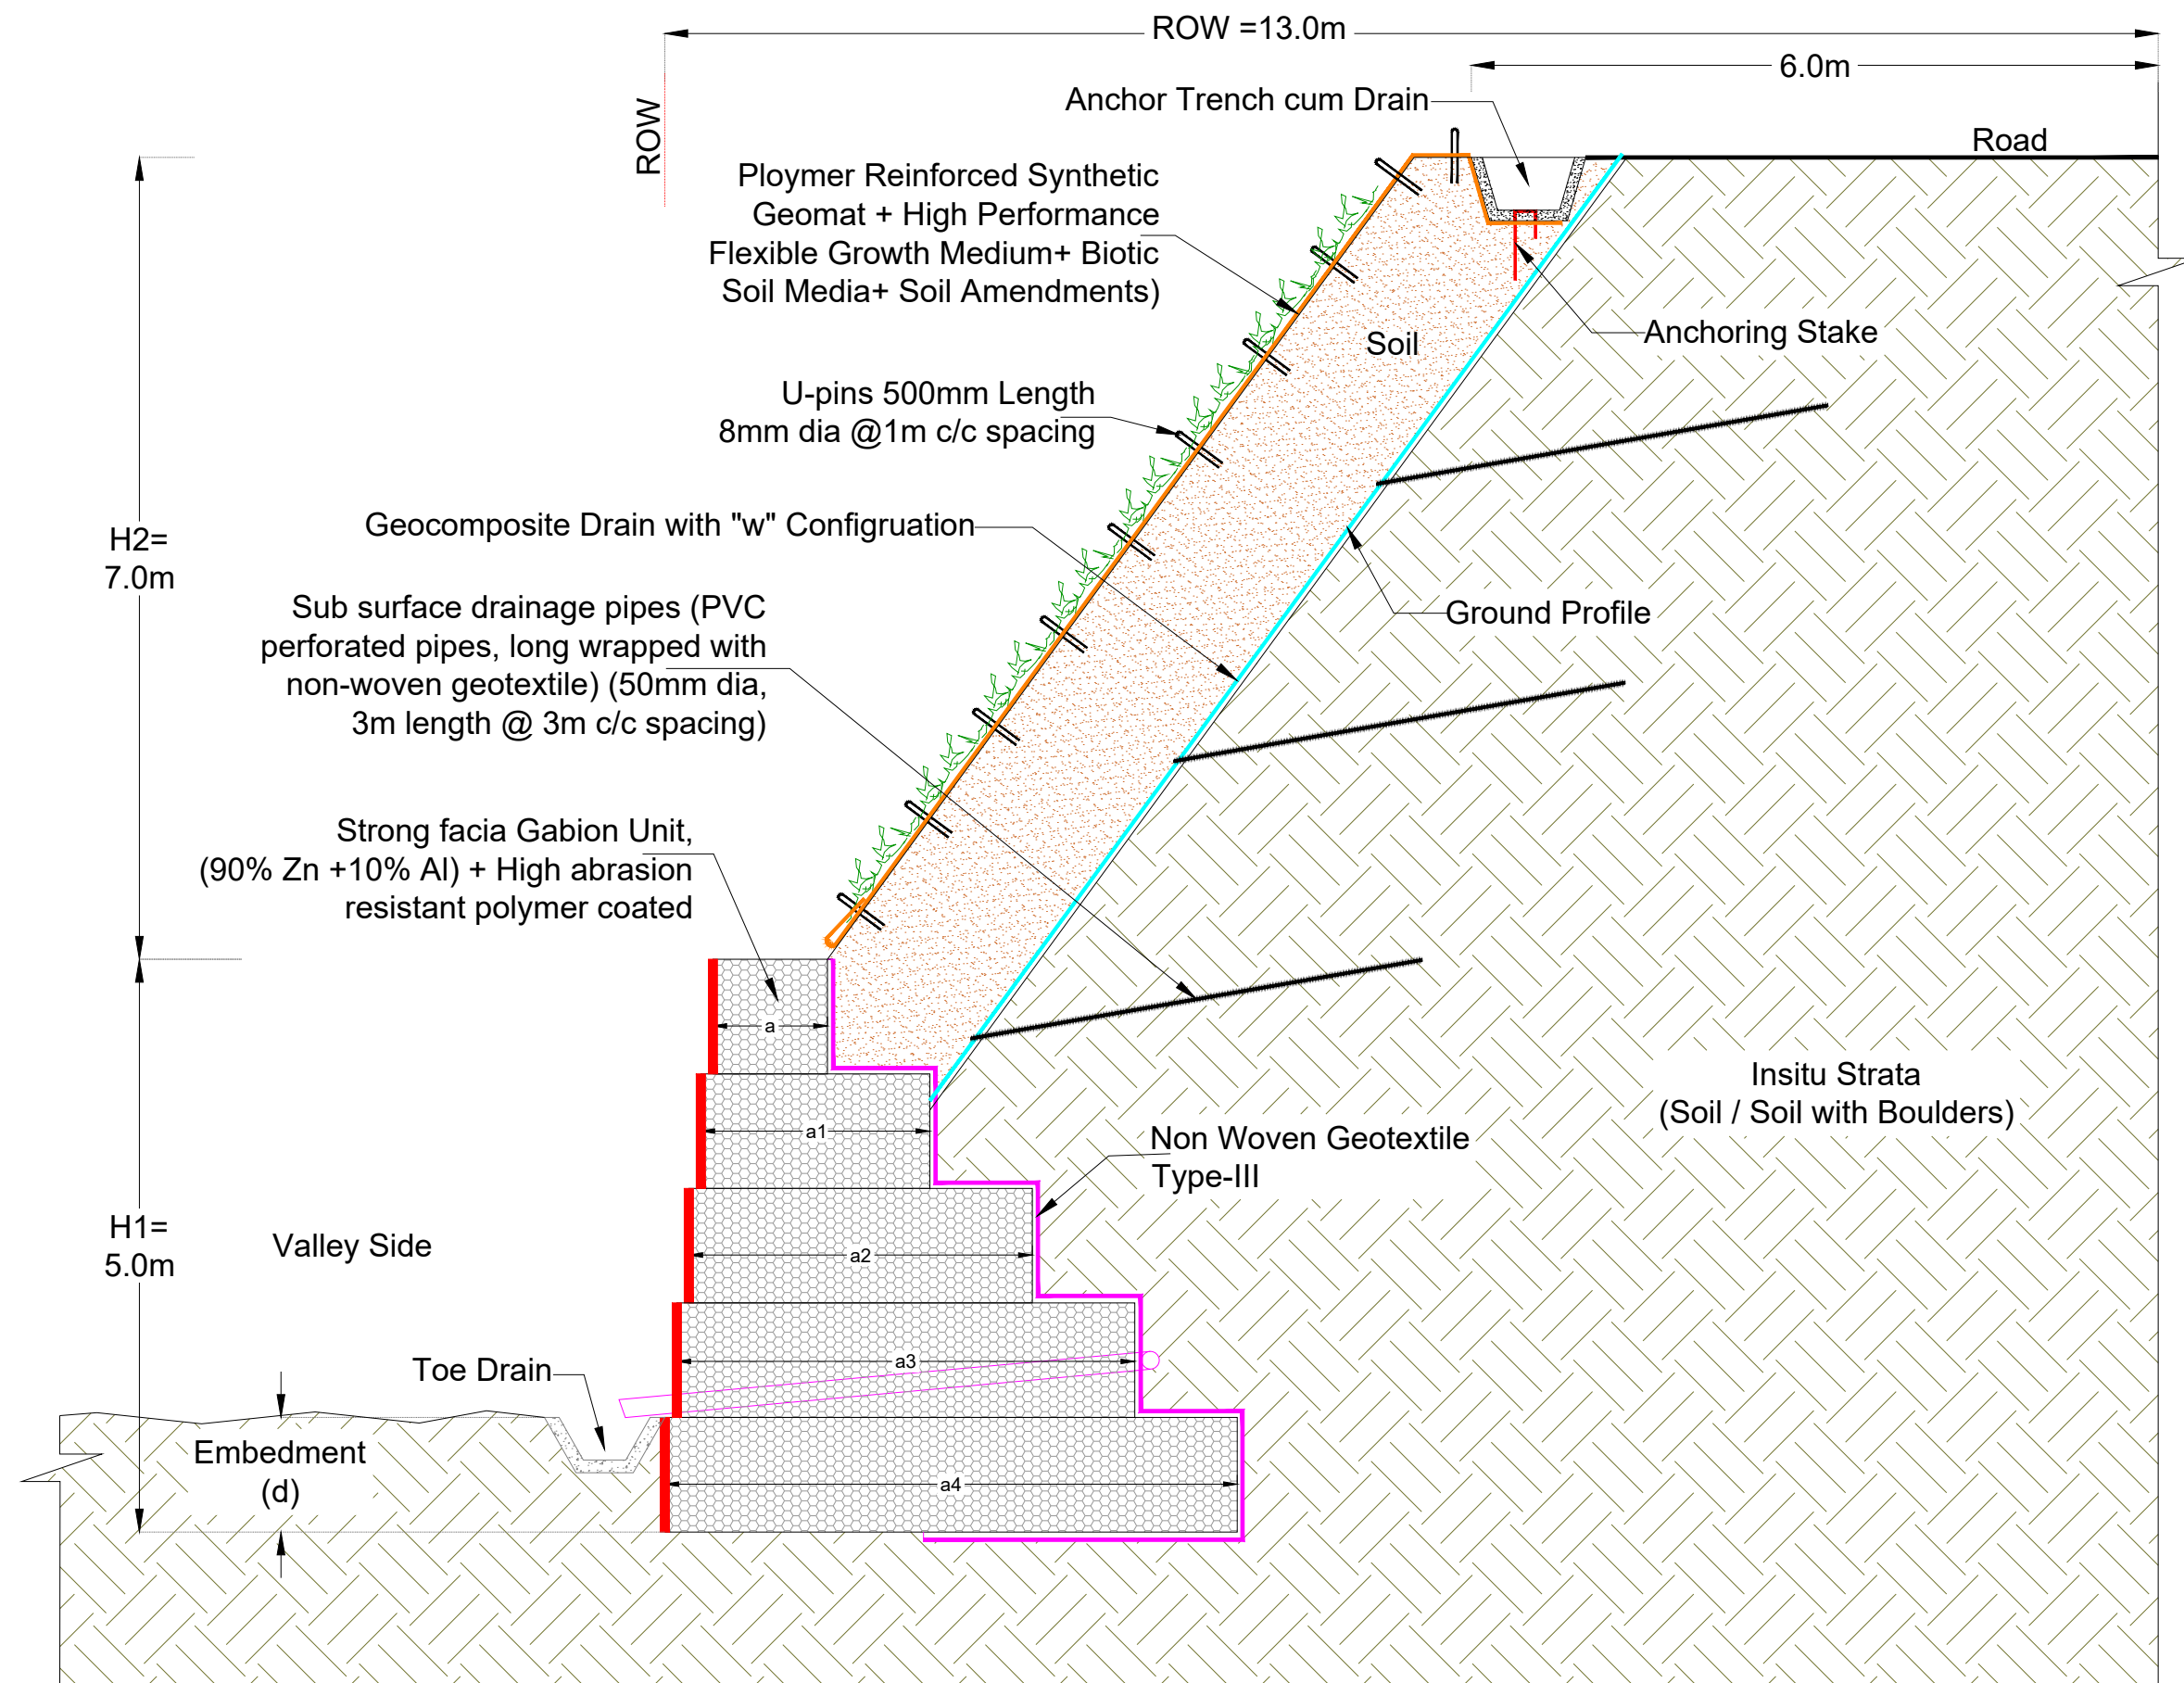 ROW =13.0m
6.0m
Anchor Trench cum Drain
ROW
Road
Ploymer Reinforced Synthetic
Geomat + High Performance
Flexible Growth Medium+ Biotic
Soil Media+ Soil Amendments)
Soil
Anchoring Stake
U-pins 500mm Length
8mm dia @1m c/c spacing
H2=
7.0m
Geocomposite Drain with "w" Configruation
Sub surface drainage pipes (PVC
perforated pipes, long wrapped with
non-woven geotextile) (50mm dia,
3m length @ 3m c/c spacing)
Ground Profile
Strong facia Gabion Unit,
(90% Zn +10% Al) + High abrasion
resistant polymer coated
a
Insitu Strata
(Soil / Soil with Boulders)
a1
Non Woven Geotextile
Type-III
H1=
5.0m
Valley Side
a2
Toe Drain
a3
Embedment
(d)
a4